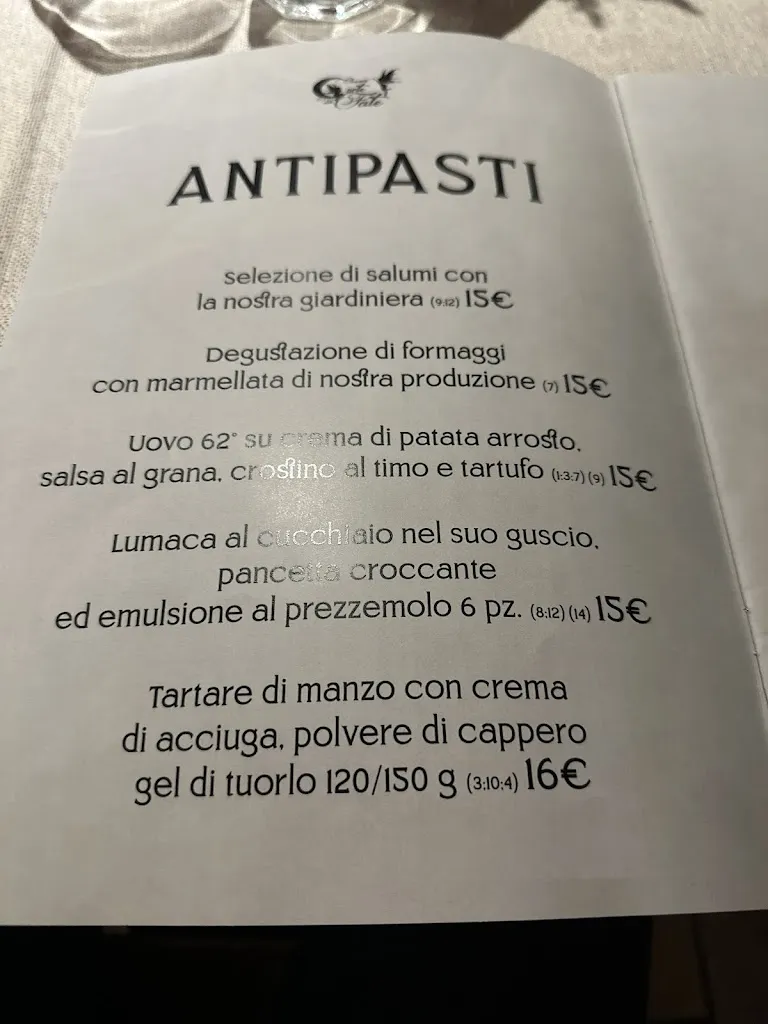 ANTIPASTI
selezione di salumi con
la nostra giardiniera (9:12) 15€
Degustazione di formaggi
con marmellata di nostra produzione (7) 15€
Uovo 62° su crema di patata arrosto,
salsa al grana, crostino al timo e tartufo (1:3:7) (9) 15€
Lumaca al cucchiaio nel suo guscio,
pancetta croccante
ed emulsione al prezzemolo 6 pz. (8:12) (14) 15€
Tartare di manzo con crema
di acciuga, polvere di cappero
gel di tuorlo 120/150 g (3:10:4) 16€